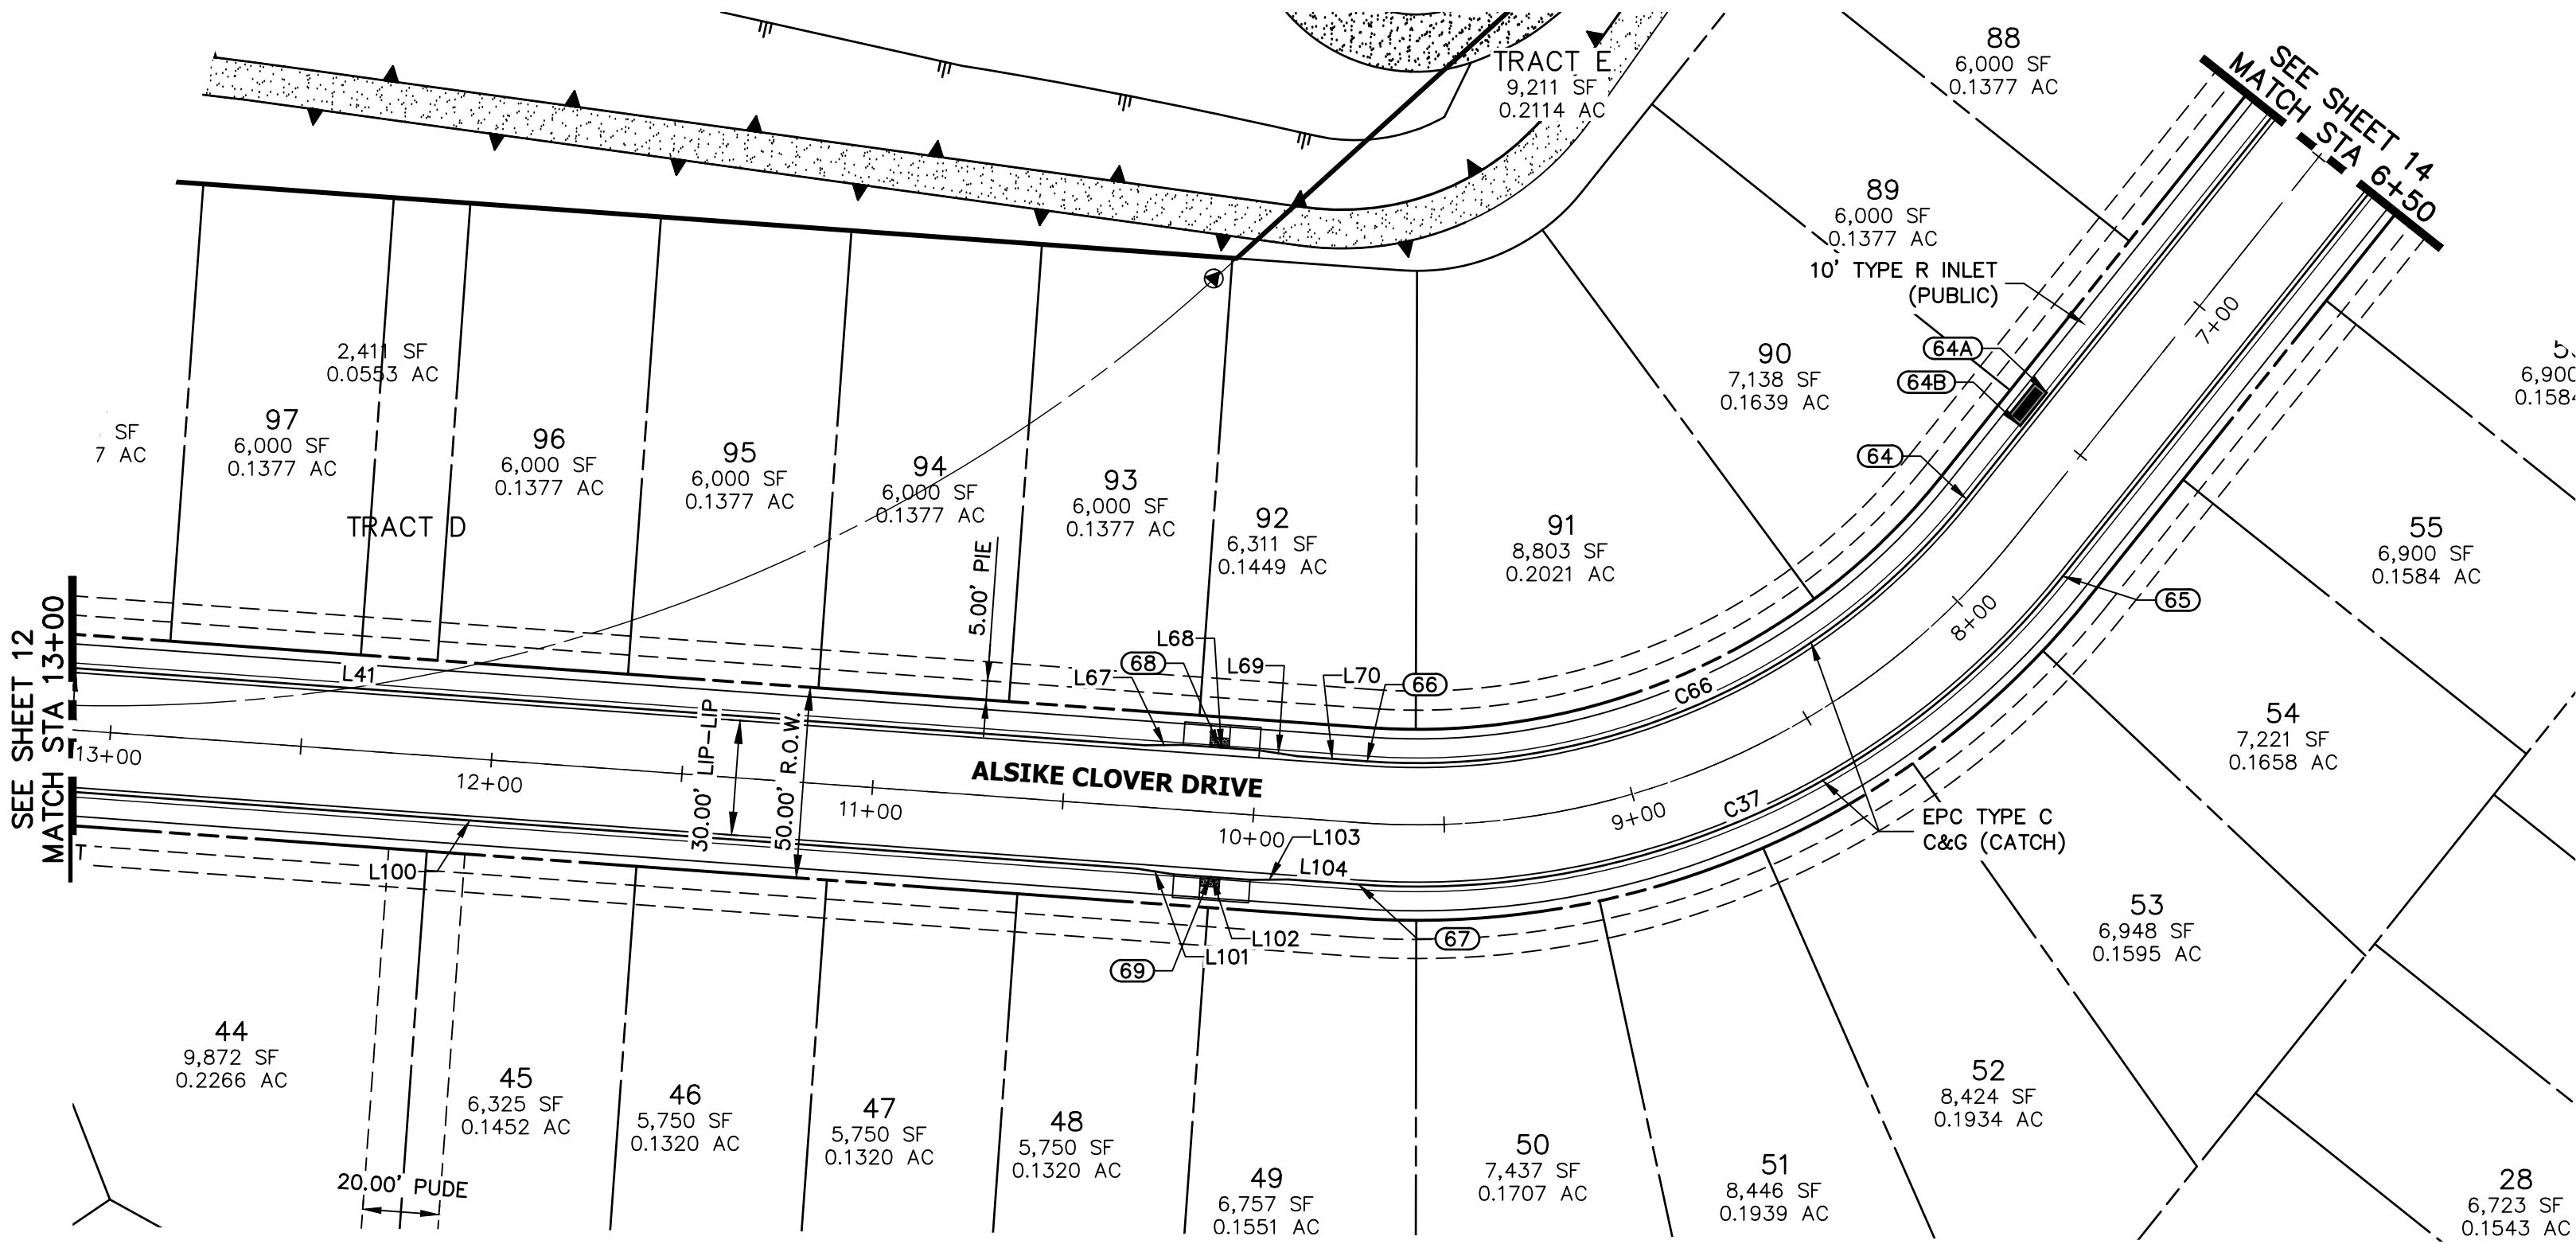 TRACT E
9,211 SF
0.2114 AC
88
6,000 SF
0.1377 AC
SEE SHEET 14
MATCH STA 6+50
89
6,000 SF
0.1377 AC
10' TYPE R INLET
(PUBLIC)
64A
64B
64
7+00
90
7,138 SF
0.1639 AC
2,411 SF
0.0553 AC
TRACT D
SF
7 AC
97
6,000 SF
0.1377 AC
96
6,000 SF
0.1377 AC
95
6,000 SF
0.1377 AC
94
6,000 SF
0.1377 AC
93
6,000 SF
0.1377 AC
92
6,311 SF
0.1449 AC
91
8,803 SF
0.2021 AC
6,900
0.1584
55
6,900 SF
0.1584 AC
65
8+00
5.00' PIE
L68
68
L67
L69
L70
66
C66
L41
SEE SHEET 12
MATCH STA 13+00
13+00
12+00
11+00
10+00
9+00
30.00' LIP-LIP
50.00' R.O.W.
ALSIKE CLOVER DRIVE
C37
EPC TYPE C
C&G (CATCH)
54
7,221 SF
0.1658 AC
L103
L104
L100
T
L102
L101
69
67
53
6,948 SF
0.1595 AC
44
9,872 SF
0.2266 AC
45
6,325 SF
0.1452 AC
46
5,750 SF
0.1320 AC
47
5,750 SF
0.1320 AC
48
5,750 SF
0.1320 AC
49
6,757 SF
0.1551 AC
50
7,437 SF
0.1707 AC
51
8,446 SF
0.1939 AC
52
8,424 SF
0.1934 AC
28
6,723 SF
0.1543 AC
20.00' PUDE